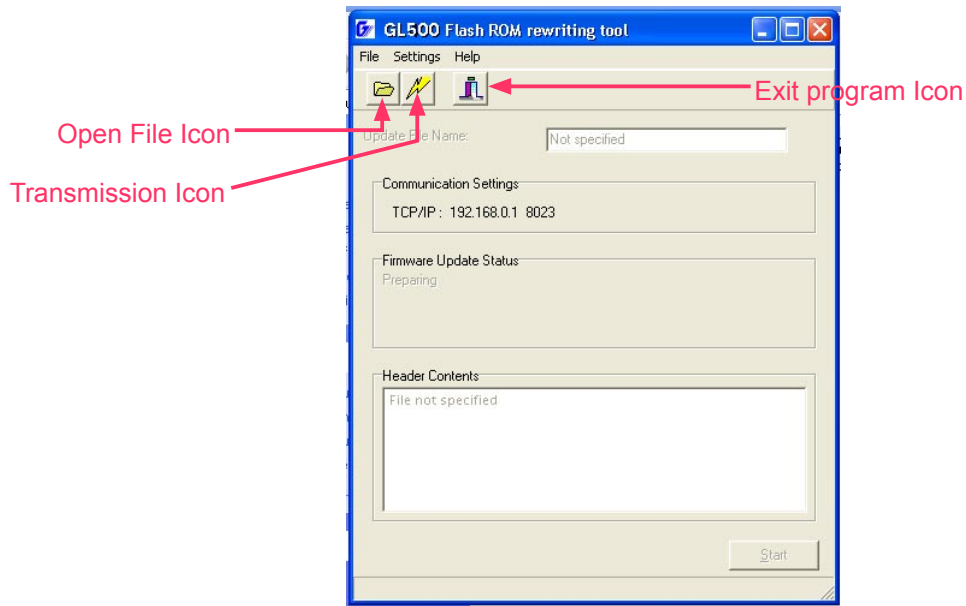 GL500 Flash ROM rewriting tool
File Settings Help
Exit program Icon
Open File Icon
Update File Name:
Not specified
Transmission Icon
Communication Settings
TCP/IP : 192.168.0.1 8023
Firmware Update Status
Preparing
Header Contents
File not specified
Start